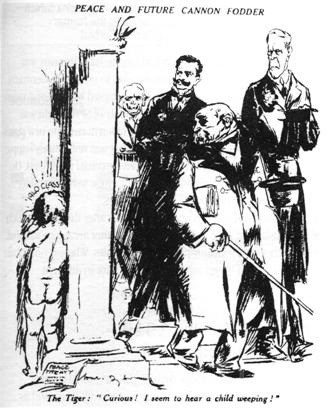 PEACE AND FUTURE CANNON FODDER
1940 CLASS
PEACE
TREATY
The Tiger: "Curious! I seem to hear a child weeping!"